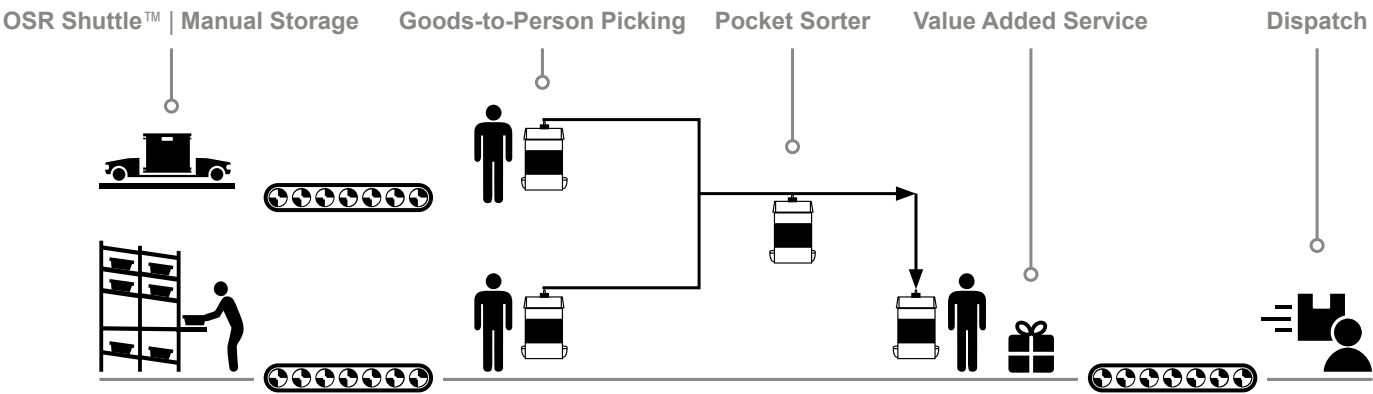 OSR Shuttle™ | Manual Storage
Goods-to-Person Picking
Pocket Sorter
Value Added Service
Dispatch